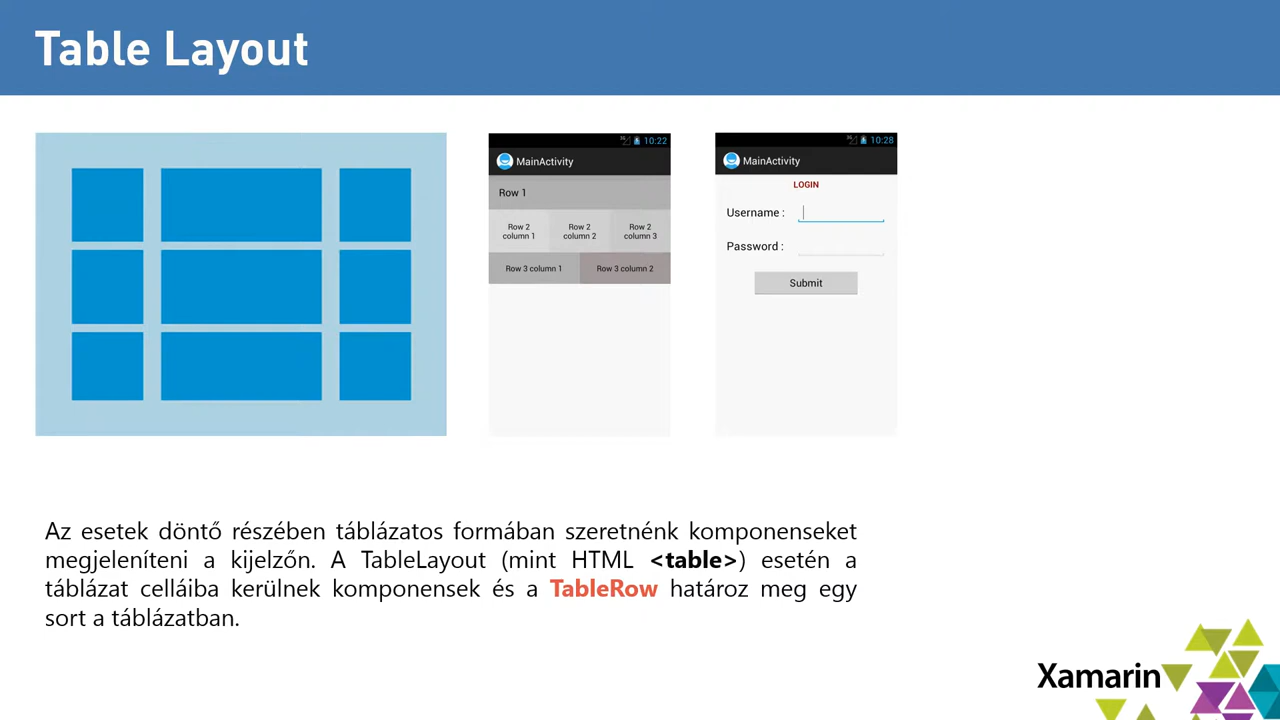 Table Layout
3G 10:22
MainActivity
Row 1
Row 2
column 1
Row 2
column 2
Row 2
column 3
Row 3 column 1
Row 3 column 2
3G 10:28
MainActivity
LOGIN
Username :
Password :
Submit
Az esetek döntő részében táblázatos formában szeretnénk komponenseket
megjeleníteni a kijelzőn. A TableLayout (mint HTML <table>) esetén a
táblázat celláiba kerülnek komponensek és a TableRow határoz meg egy
sort a táblázatban.
Xamarin